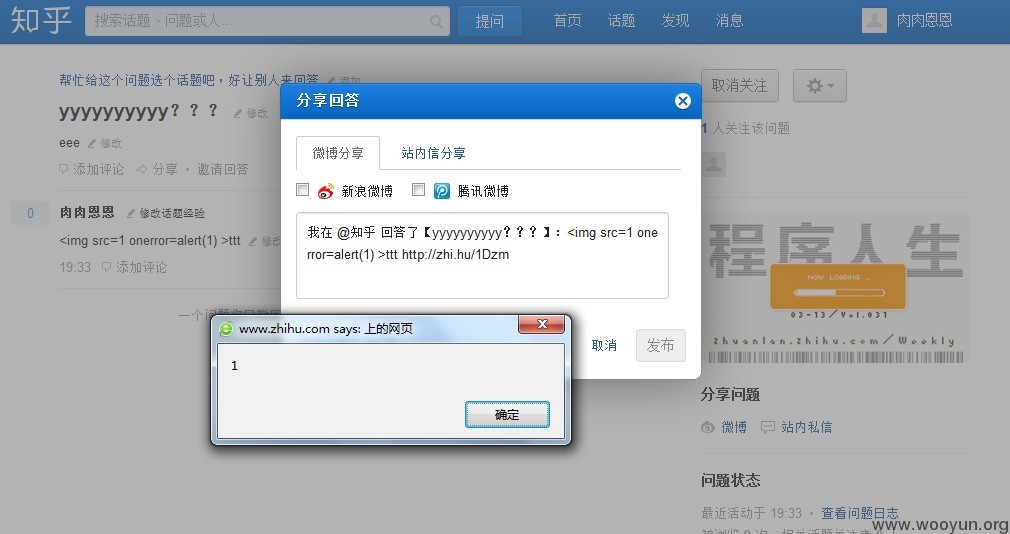 知乎 搜索话题、问题或人... 提问 首页 话题 发现 消息 肉肉恩恩
帮忙给这个问题选个话题吧，好让别人来回答 添加
yyyyyyyyyy？？？ 修改
eee 修改
添加评论 分享 • 邀请回答
0 肉肉恩恩 修改话题经验
<img src=1 onerror=alert(1) >ttt 修
19:33 添加评论
一个问题你只能回
分享回答
微博分享 站内信分享
新浪微博 腾讯微博
我在 @知乎 回答了【yyyyyyyyyy？？？】：<img src=1 one
rror=alert(1) >ttt http://zhi.hu/1Dzm
取消 发布
www.zhihu.com says: 上的网页
1
确定
取消关注
1 人关注该问题
程序人生
NOW LOADING ...
03-13/Vol.031
zhuanlan.zhihu.com/Weekly
分享问题
微博 站内私信
问题状态
最近活动于 19:33 • 查看问题日志
www.wooyun.org